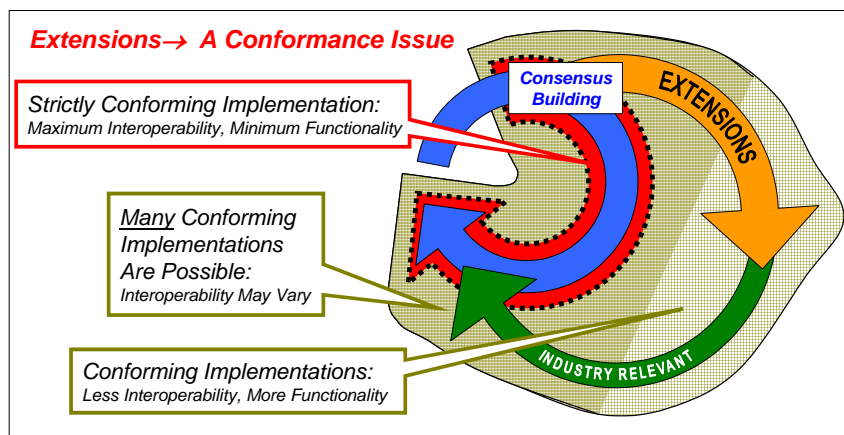 Extensions→ A Conformance Issue
Consensus
Building
EXTENSIONS
Strictly Conforming Implementation:
Maximum Interoperability, Minimum Functionality
Many Conforming
Implementations
Are Possible:
Interoperability May Vary
Conforming Implementations:
Less Interoperability, More Functionality
INDUSTRY RELEVANT